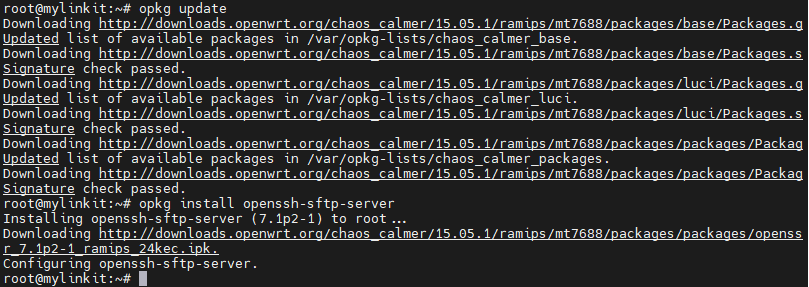 root@mylinkit:~# opkg update
Downloading http://downloads.openwrt.org/chaos_calmer/15.05.1/ramips/mt7688/packages/base/Packages.g
Updated list of available packages in /var/opkg-lists/chaos_calmer_base.
Downloading http://downloads.openwrt.org/chaos_calmer/15.05.1/ramips/mt7688/packages/base/Packages.s
Signature check passed.
Downloading http://downloads.openwrt.org/chaos_calmer/15.05.1/ramips/mt7688/packages/luci/Packages.g
Updated list of available packages in /var/opkg-lists/chaos_calmer_luci.
Downloading http://downloads.openwrt.org/chaos_calmer/15.05.1/ramips/mt7688/packages/luci/Packages.s
Signature check passed.
Downloading http://downloads.openwrt.org/chaos_calmer/15.05.1/ramips/mt7688/packages/packages/Packag
Updated list of available packages in /var/opkg-lists/chaos_calmer_packages.
Downloading http://downloads.openwrt.org/chaos_calmer/15.05.1/ramips/mt7688/packages/packages/Packag
Signature check passed.
root@mylinkit:~# opkg install openssh-sftp-server
Installing openssh-sftp-server (7.1p2-1) to root...
Downloading http://downloads.openwrt.org/chaos_calmer/15.05.1/ramips/mt7688/packages/packages/openss
r_7.1p2-1_ramips_24kec.ipk.
Configuring openssh-sftp-server.
root@mylinkit:~#